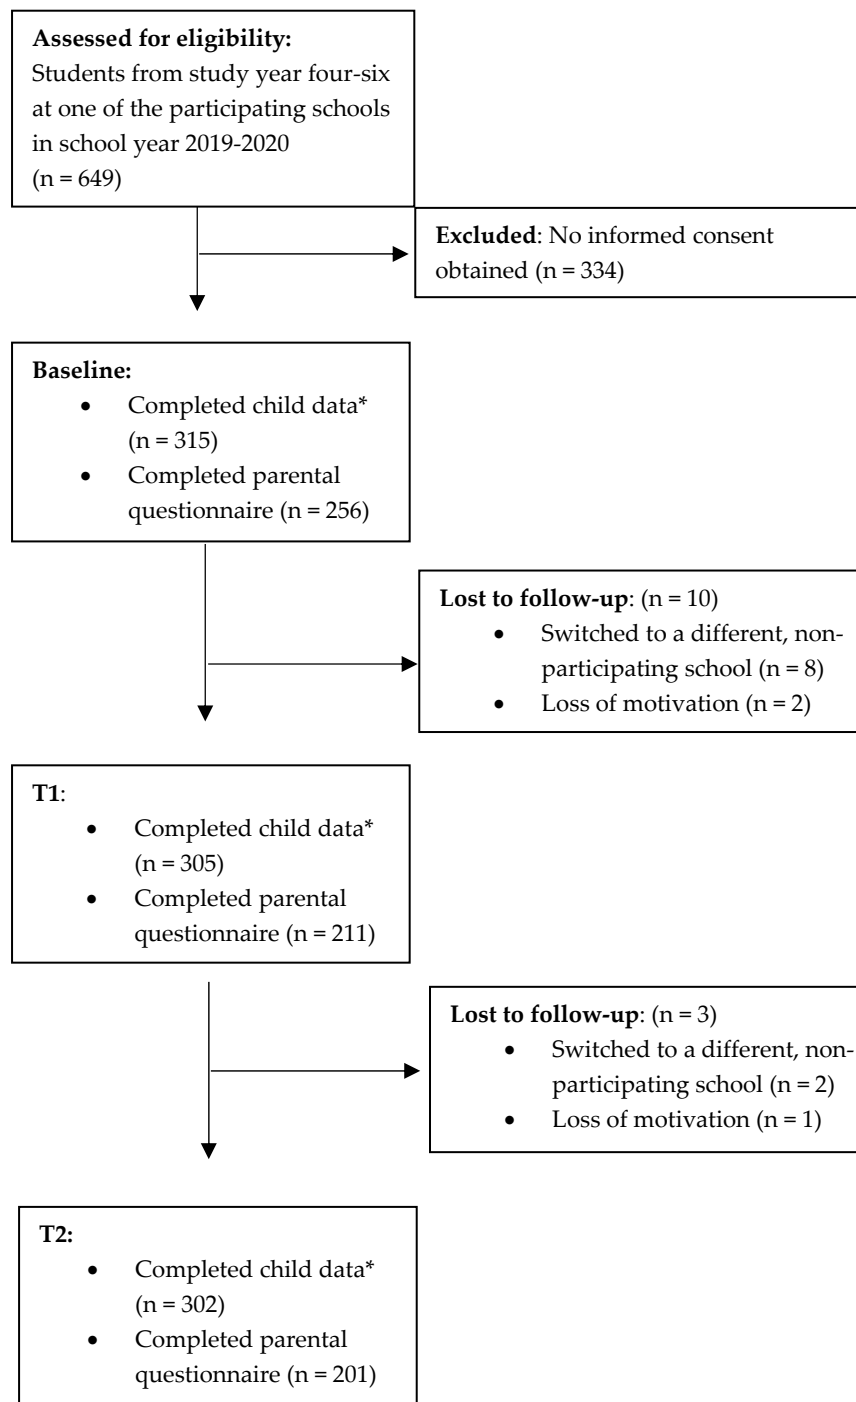 Assessed for eligibility:
Students from study year four-six
at one of the participating schools
in school year 2019-2020
(n = 649)
Excluded: No informed consent
obtained (n = 334)
Baseline:
• Completed child data*
(n = 315)
• Completed parental
questionnaire (n = 256)
Lost to follow-up: (n = 10)
• Switched to a different, non-
participating school (n = 8)
• Loss of motivation (n = 2)
T1:
• Completed child data*
(n = 305)
• Completed parental
questionnaire (n = 211)
Lost to follow-up: (n = 3)
• Switched to a different, non-
participating school (n = 2)
• Loss of motivation (n = 1)
T2:
• Completed child data*
(n = 302)
• Completed parental
questionnaire (n = 201)